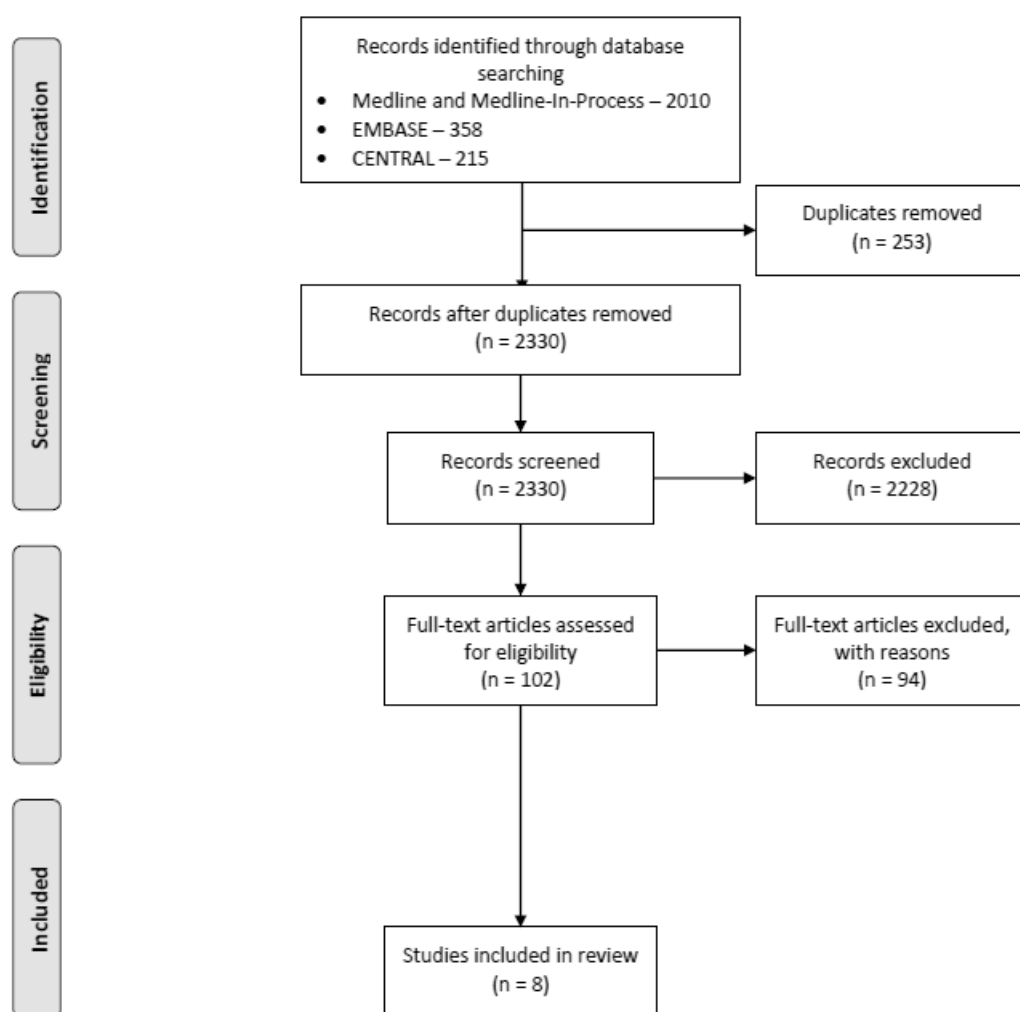 Identification
Records identified through database
searching
• Medline and Medline-In-Process – 2010
• EMBASE – 358
• CENTRAL – 215
Duplicates removed
(n = 253)
Screening
Records after duplicates removed
(n = 2330)
Records screened
(n = 2330)
Records excluded
(n = 2228)
Eligibility
Full-text articles assessed
for eligibility
(n = 102)
Full-text articles excluded,
with reasons
(n = 94)
Included
Studies included in review
(n = 8)